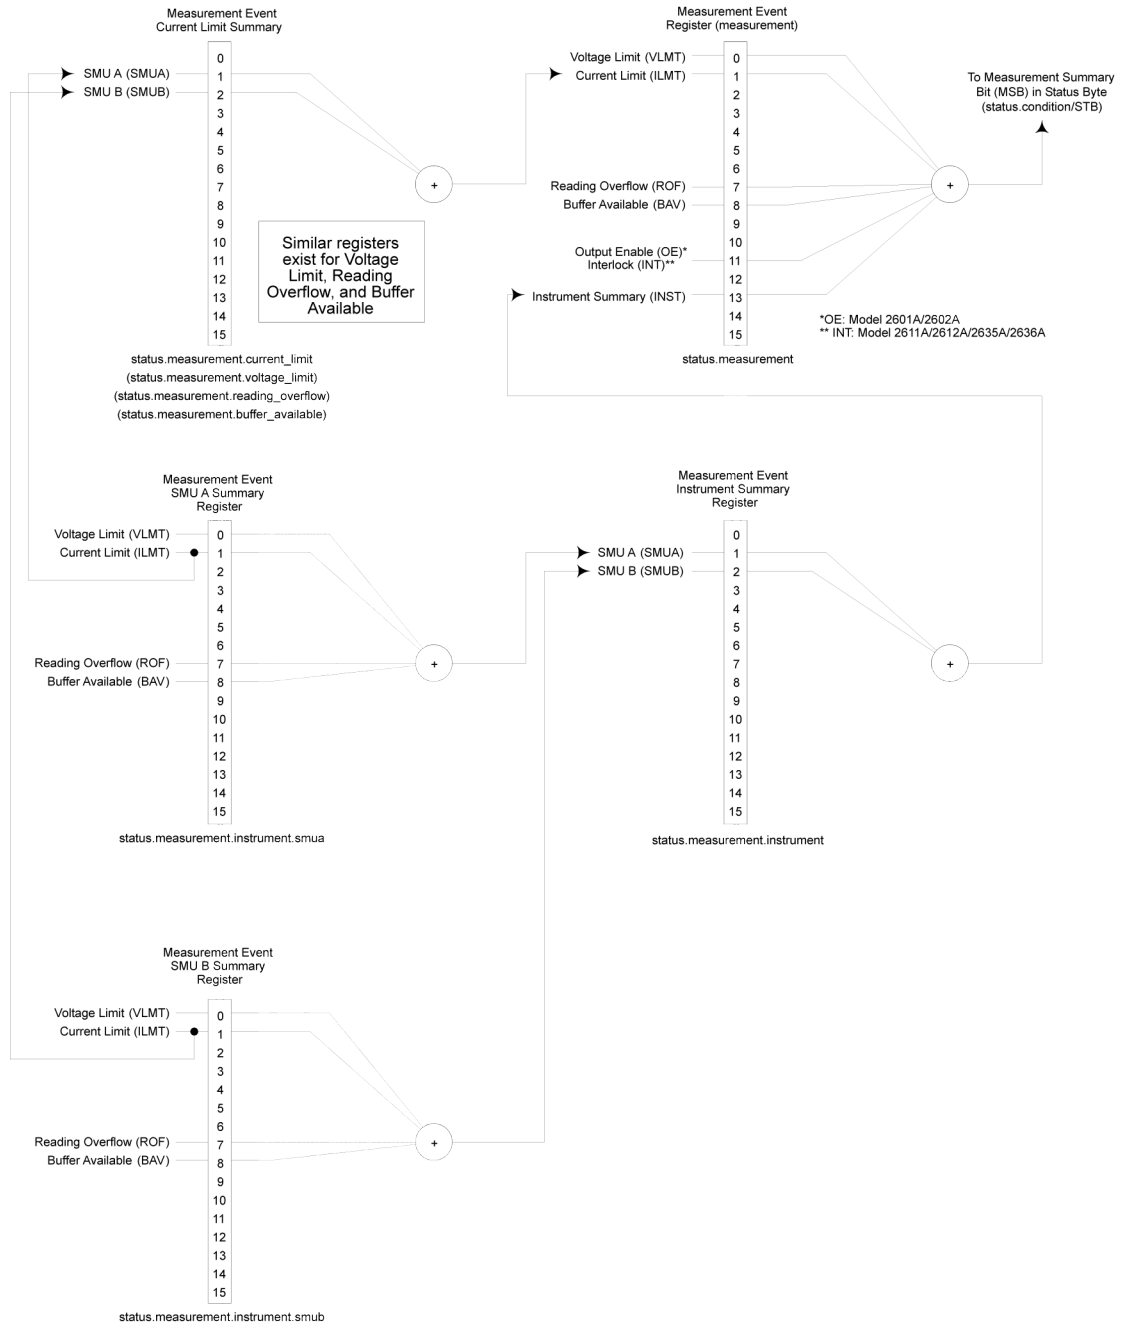 Measurement Event
Current Limit Summary
SMU A (SMUA)
SMU B (SMUB)
0
1
2
3
4
5
6
7
8
9
10
11
12
13
14
15
+
Similar registers
exist for Voltage
Limit, Reading
Overflow, and Buffer
Available
status.measurement.current_limit
(status.measurement.voltage_limit)
(status.measurement.reading_overflow)
(status.measurement.buffer_available)
Measurement Event
Register (measurement)
Voltage Limit (VLMT)
Current Limit (ILMT)
Reading Overflow (ROF)
Buffer Available (BAV)
Output Enable (OE)*
Interlock (INT)**
Instrument Summary (INST)
0
1
2
3
4
5
6
7
8
9
10
11
12
13
14
15
+
To Measurement Summary
Bit (MSB) in Status Byte
(status.condition/STB)
*OE: Model 2601A/2602A
** INT: Model 2611A/2612A/2635A/2636A
status.measurement
Measurement Event
SMU A Summary
Register
Voltage Limit (VLMT)
Current Limit (ILMT)
Reading Overflow (ROF)
Buffer Available (BAV)
0
1
2
3
4
5
6
7
8
9
10
11
12
13
14
15
+
status.measurement.instrument.smua
Measurement Event
Instrument Summary
Register
SMU A (SMUA)
SMU B (SMUB)
0
1
2
3
4
5
6
7
8
9
10
11
12
13
14
15
+
status.measurement.instrument
Measurement Event
SMU B Summary
Register
Voltage Limit (VLMT)
Current Limit (ILMT)
Reading Overflow (ROF)
Buffer Available (BAV)
0
1
2
3
4
5
6
7
8
9
10
11
12
13
14
15
+
status.measurement.instrument.smub